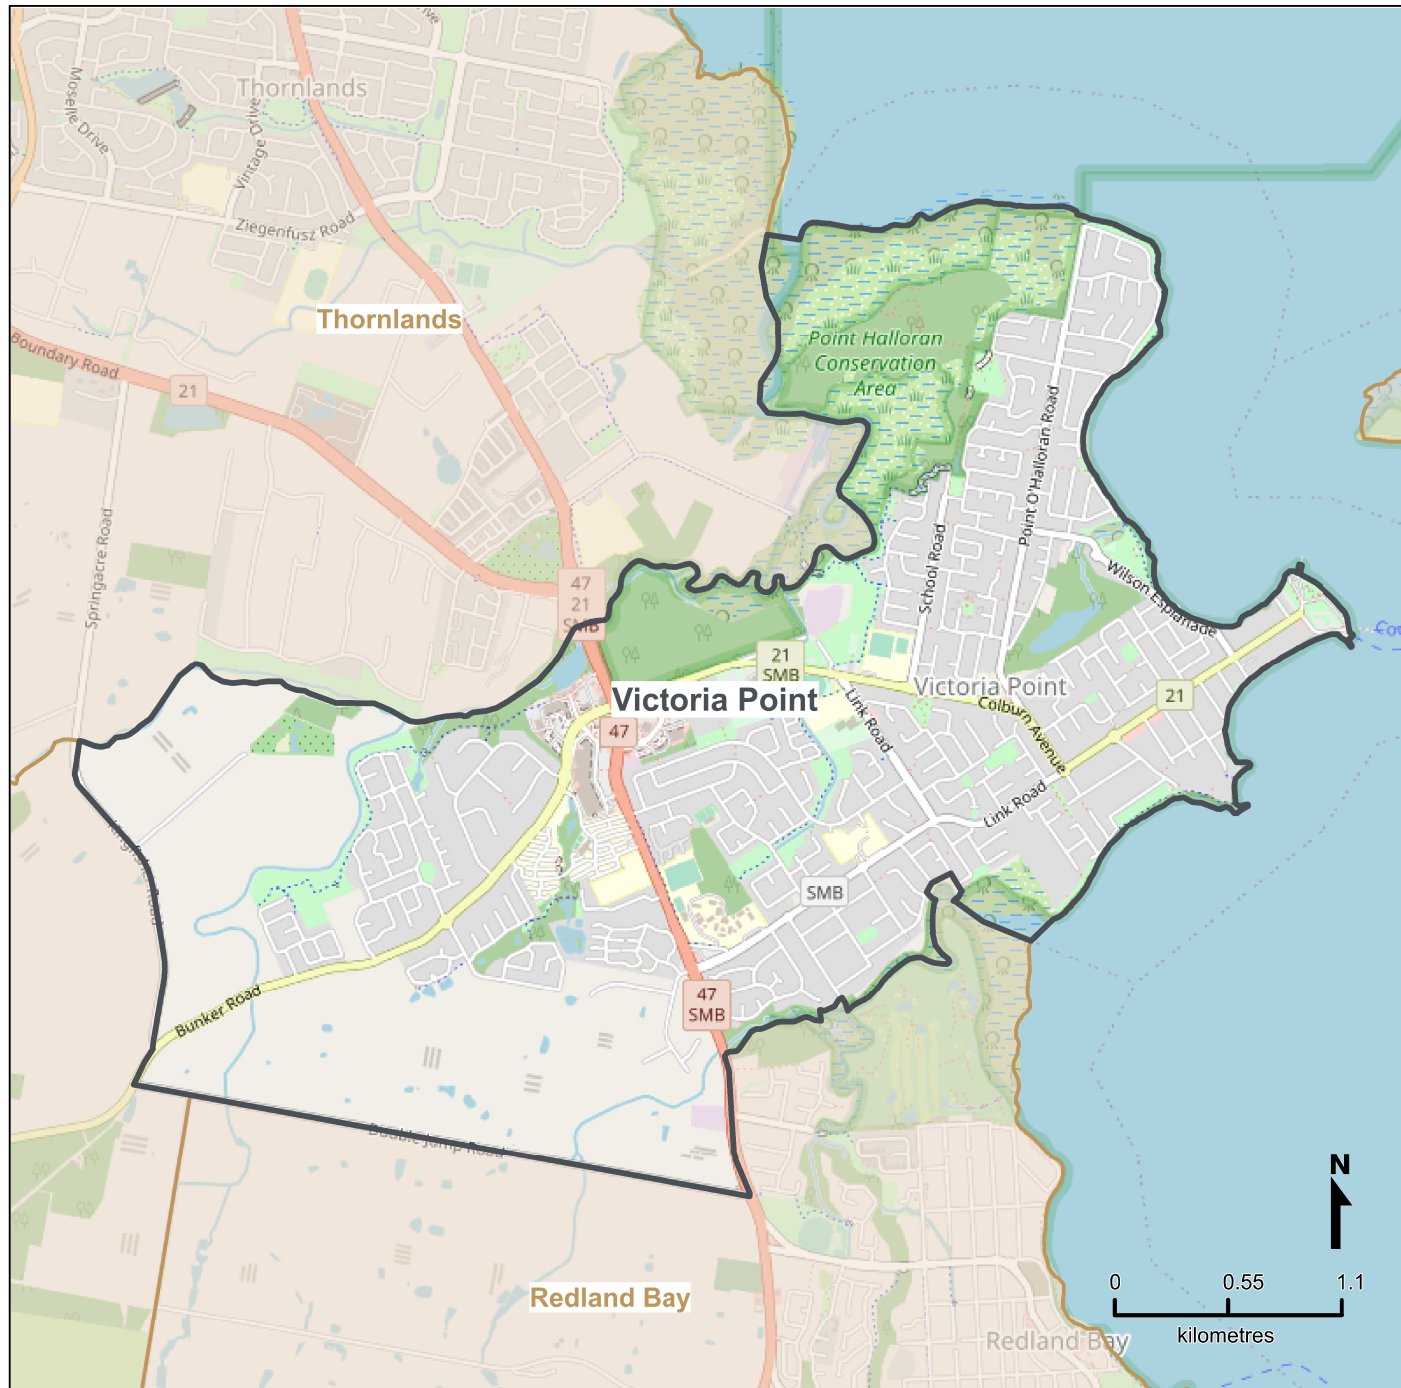 Thornlands
Moselle Drive
Vintage Drive
Ziegenfusz Road
Thornlands
Boundary Road
21
Point Halloran
Conservation
Area
Point O'Halloran Road
Springacre Road
School Road
47
21
SMB
Wilson Esplanade
21
SMB
Victoria Point
Victoria Point
Colburn Avenue
21
Link Road
47
Link Road
SMB
47
SMB
Bunker Road
Double Jump Road
Redland Bay
Redland Bay
N
0 0.55 1.1
kilometres